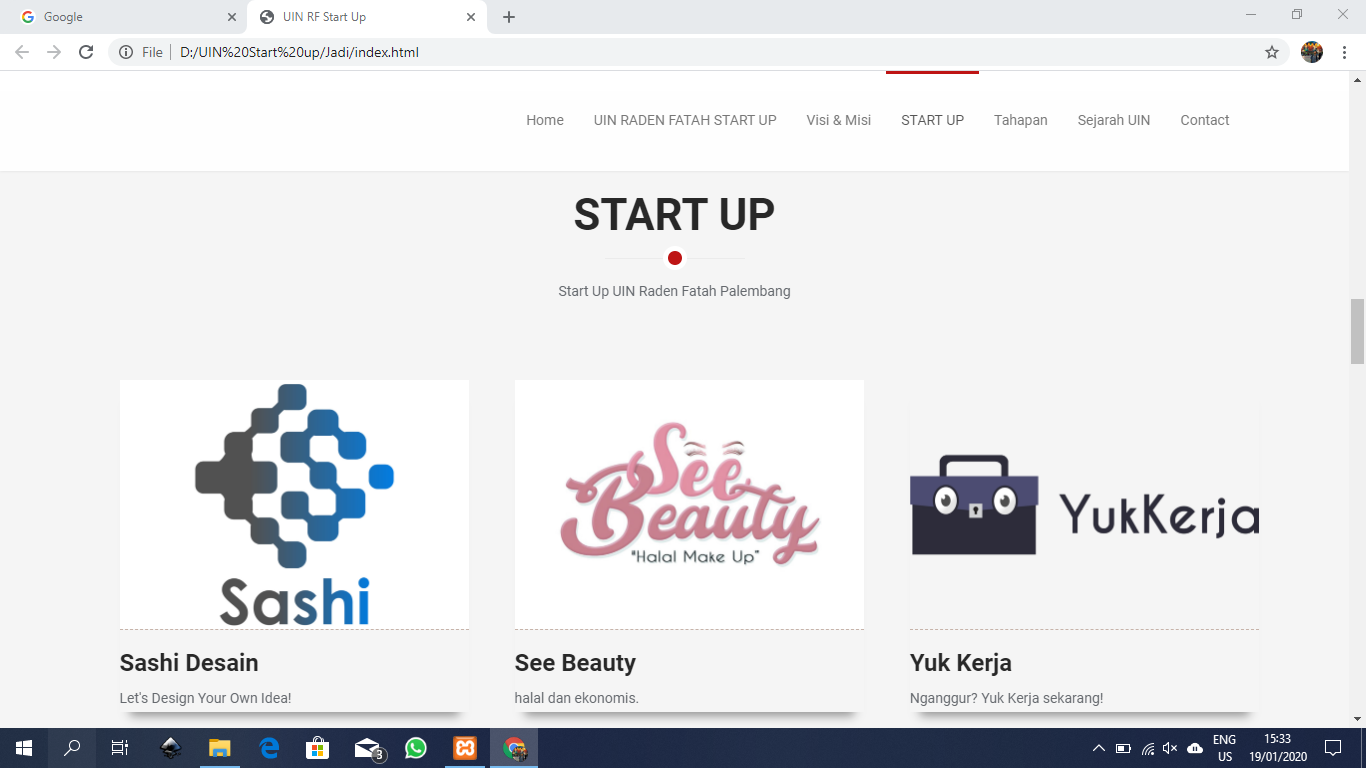 Google
UIN RF Start Up
File
D:/UIN%20Start%20up/Jadi/index.html
Home
UIN RADEN FATAH START UP
Visi & Misi
START UP
Tahapan
Sejarah UIN
Contact
START UP
Start Up UIN Raden Fatah Palembang
Sashi
See
Beauty
"Halal Make Up"
YukKerja
Sashi Desain
See Beauty
Yuk Kerja
Let's Design Your Own Idea!
halal dan ekonomis.
Nganggur? Yuk Kerja sekarang!
3
ENG
US
15:33
19/01/2020